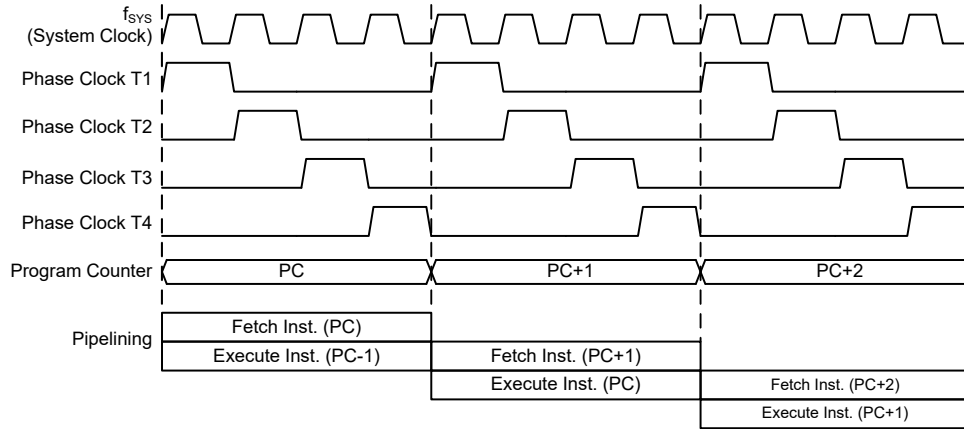 fSYS
(System Clock)
Phase Clock T1
Phase Clock T2
Phase Clock T3
Phase Clock T4
Program Counter PC PC+1 PC+2
Pipelining
Fetch Inst. (PC)
Execute Inst. (PC-1) Fetch Inst. (PC+1)
Execute Inst. (PC) Fetch Inst. (PC+2)
Execute Inst. (PC+1)